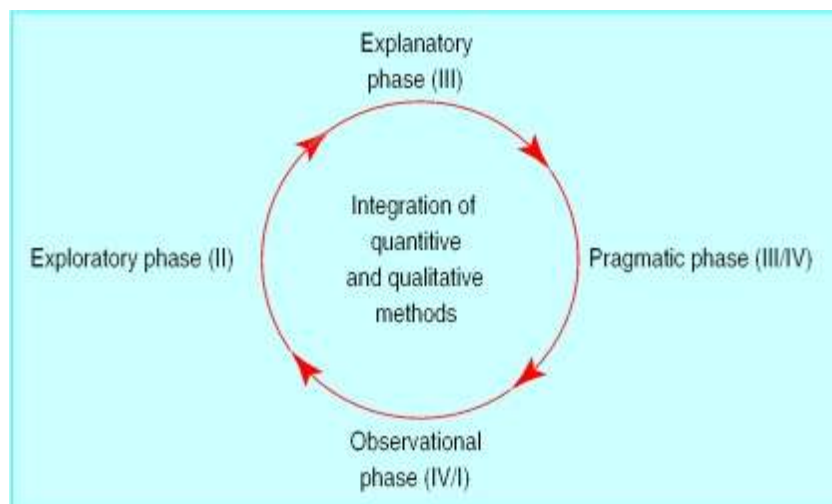 Explanatory
phase (III)
Integration of
quantitive
and qualitative
methods
Exploratory phase (II)
Pragmatic phase (III/IV)
Observational
phase (IV/I)